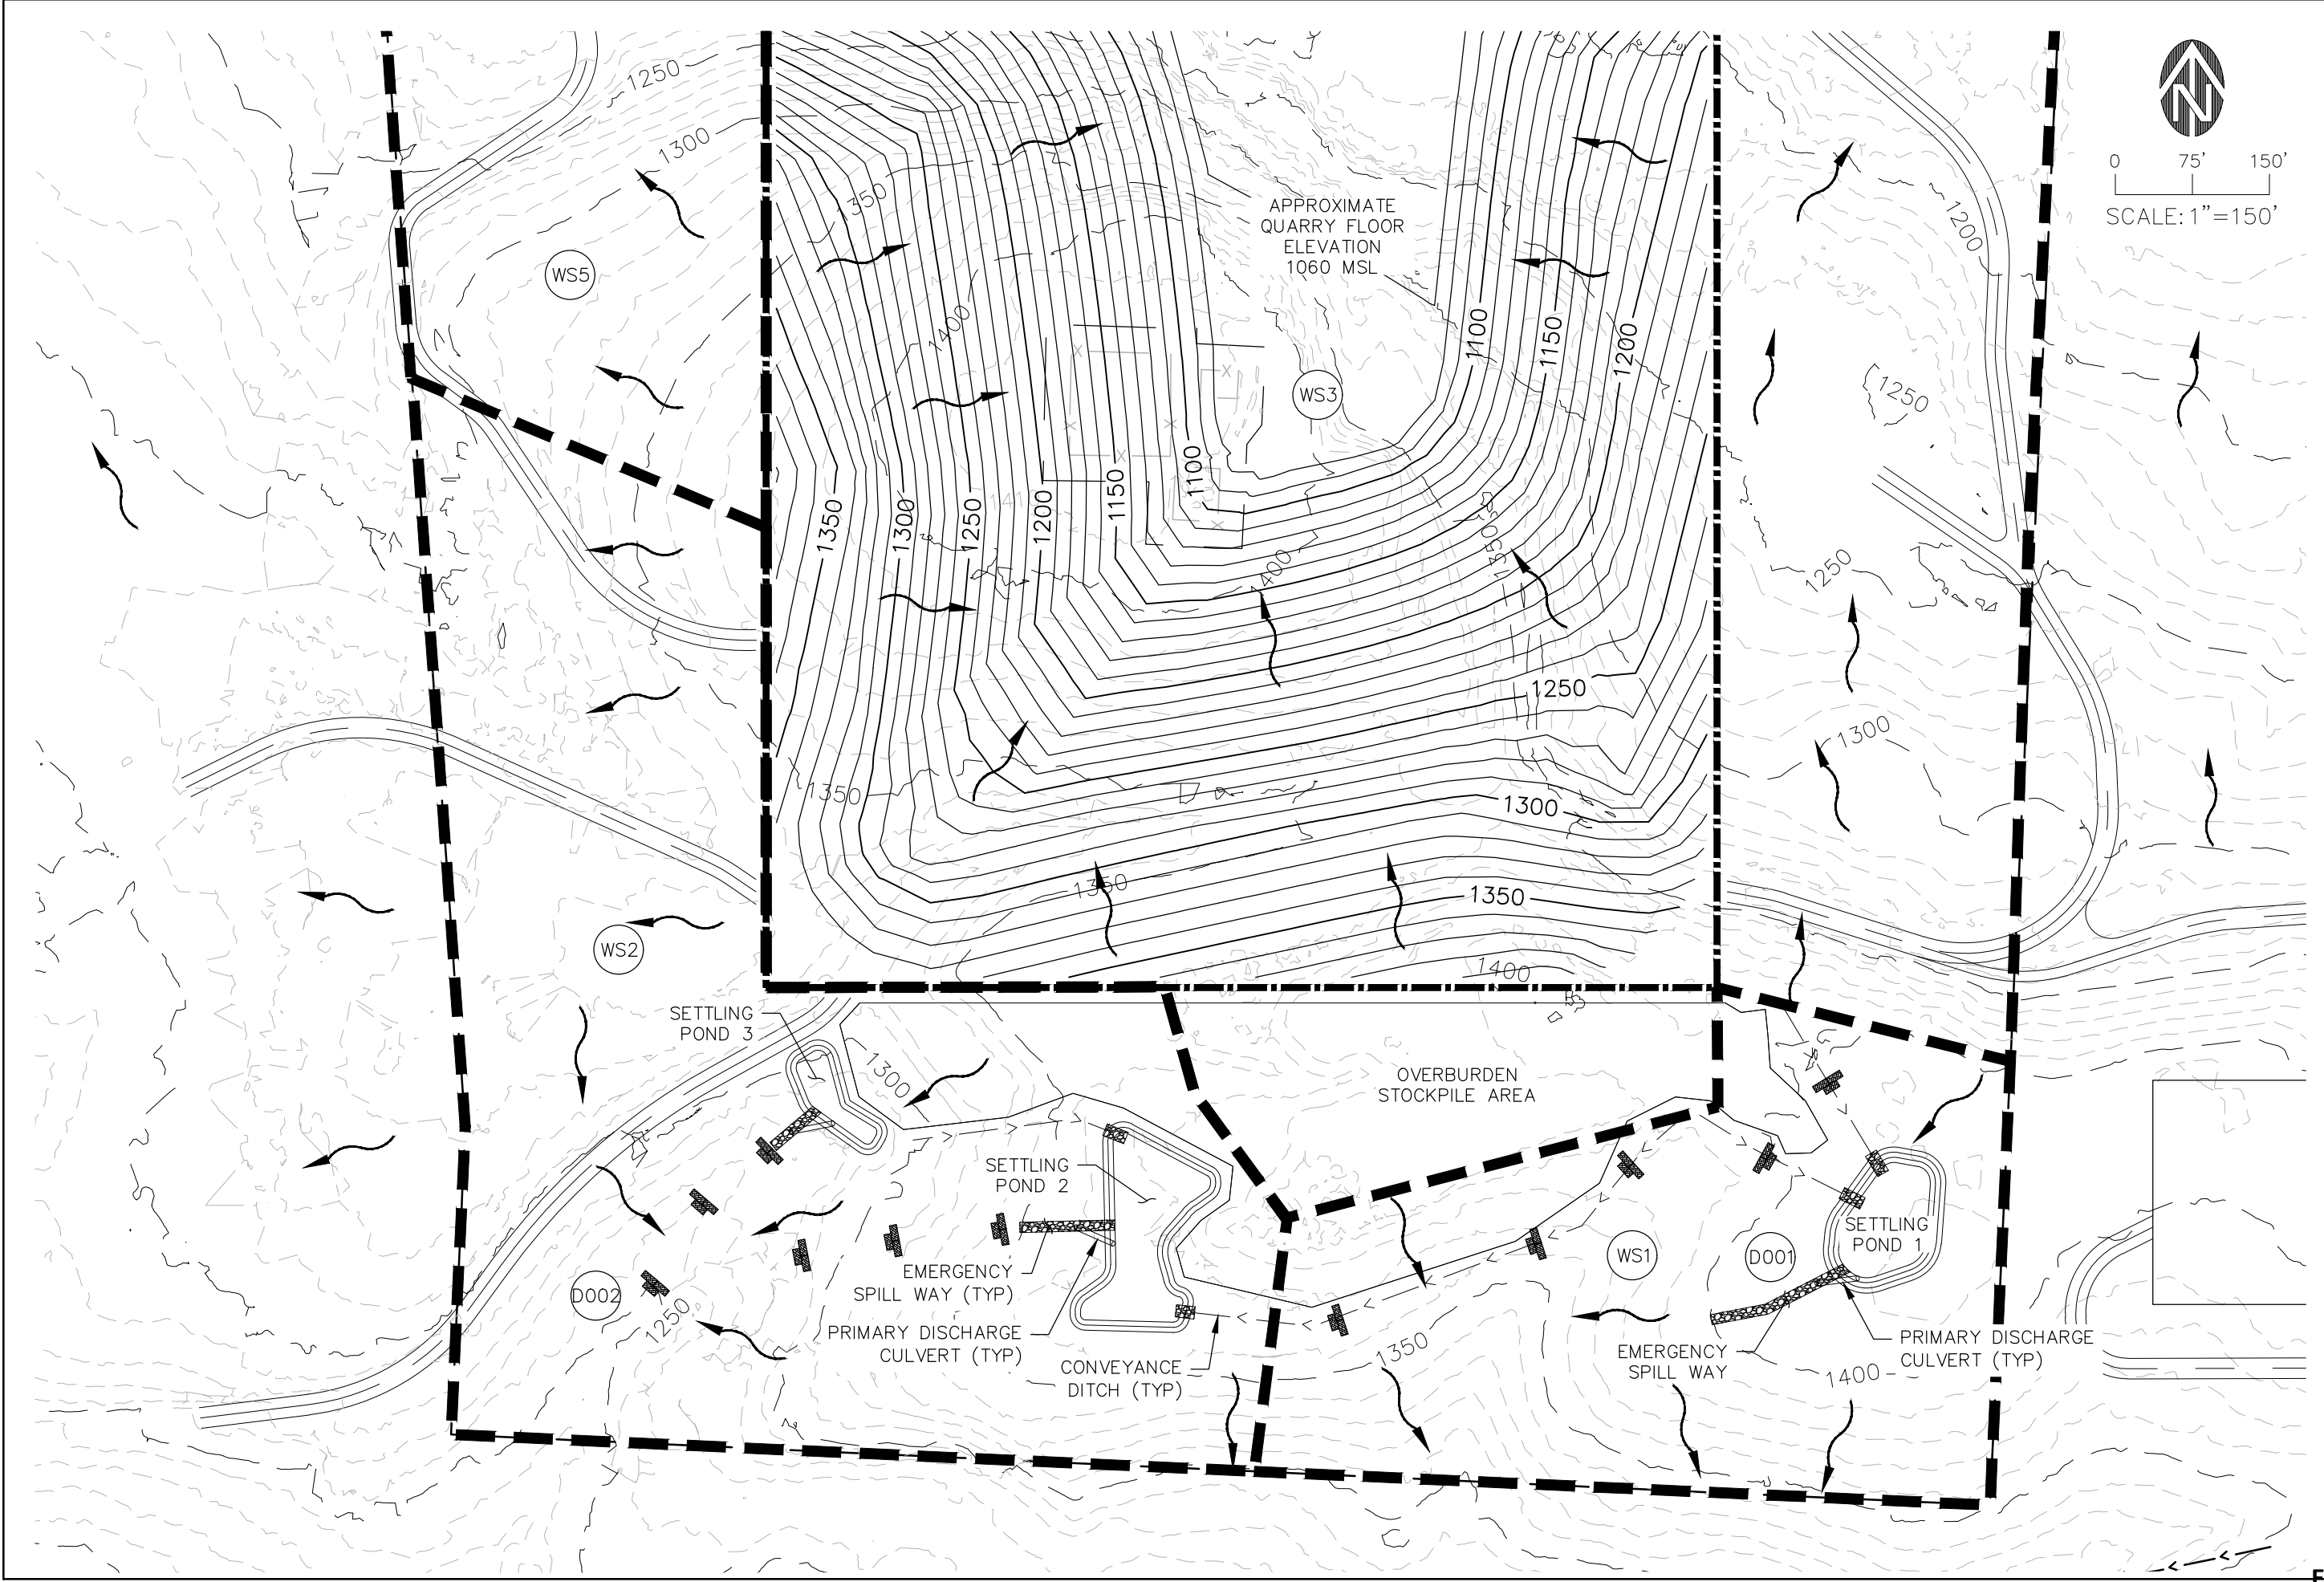 1250
1300
N
0 75' 150'
SCALE: 1"=150'
1350
APPROXIMATE
QUARRY FLOOR
ELEVATION
1060 MSL
1200
WS5
1400
1100
1150
1200
WS3
1250
1350
1300
1250
1200
1150
1100
1400
1350
1250
1250
1300
1350
1300
1350
1350
WS2
1400
SETTLING
POND 3
1300
OVERBURDEN
STOCKPILE AREA
SETTLING
POND 2
SETTLING
POND 1
WS1
D001
EMERGENCY
SPILL WAY (TYP)
D002
1250
PRIMARY DISCHARGE
CULVERT (TYP)
CONVEYANCE
DITCH (TYP)
1350
EMERGENCY
SPILL WAY
PRIMARY DISCHARGE
CULVERT (TYP)
1400